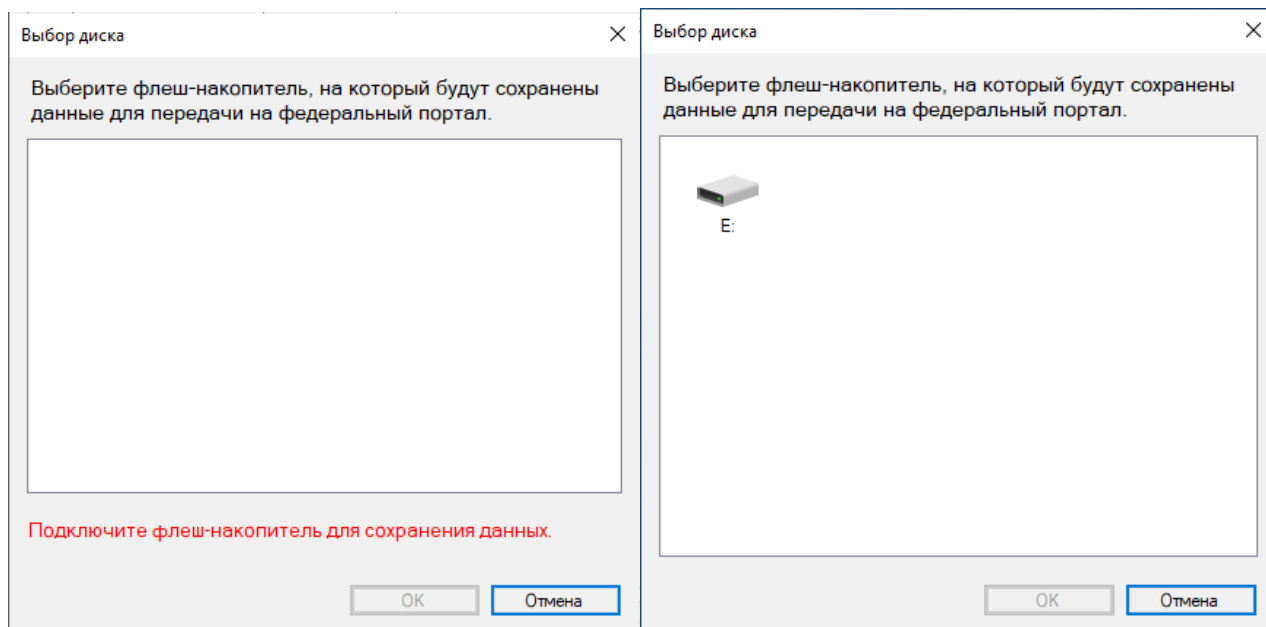 Выбор диска
Выберите флеш-накопитель, на который будут сохранены
данные для передачи на федеральный портал.
Подключите флеш-накопитель для сохранения данных.
OK
Отмена
Выбор диска
Выберите флеш-накопитель, на который будут сохранены
данные для передачи на федеральный портал.
E:
OK
Отмена